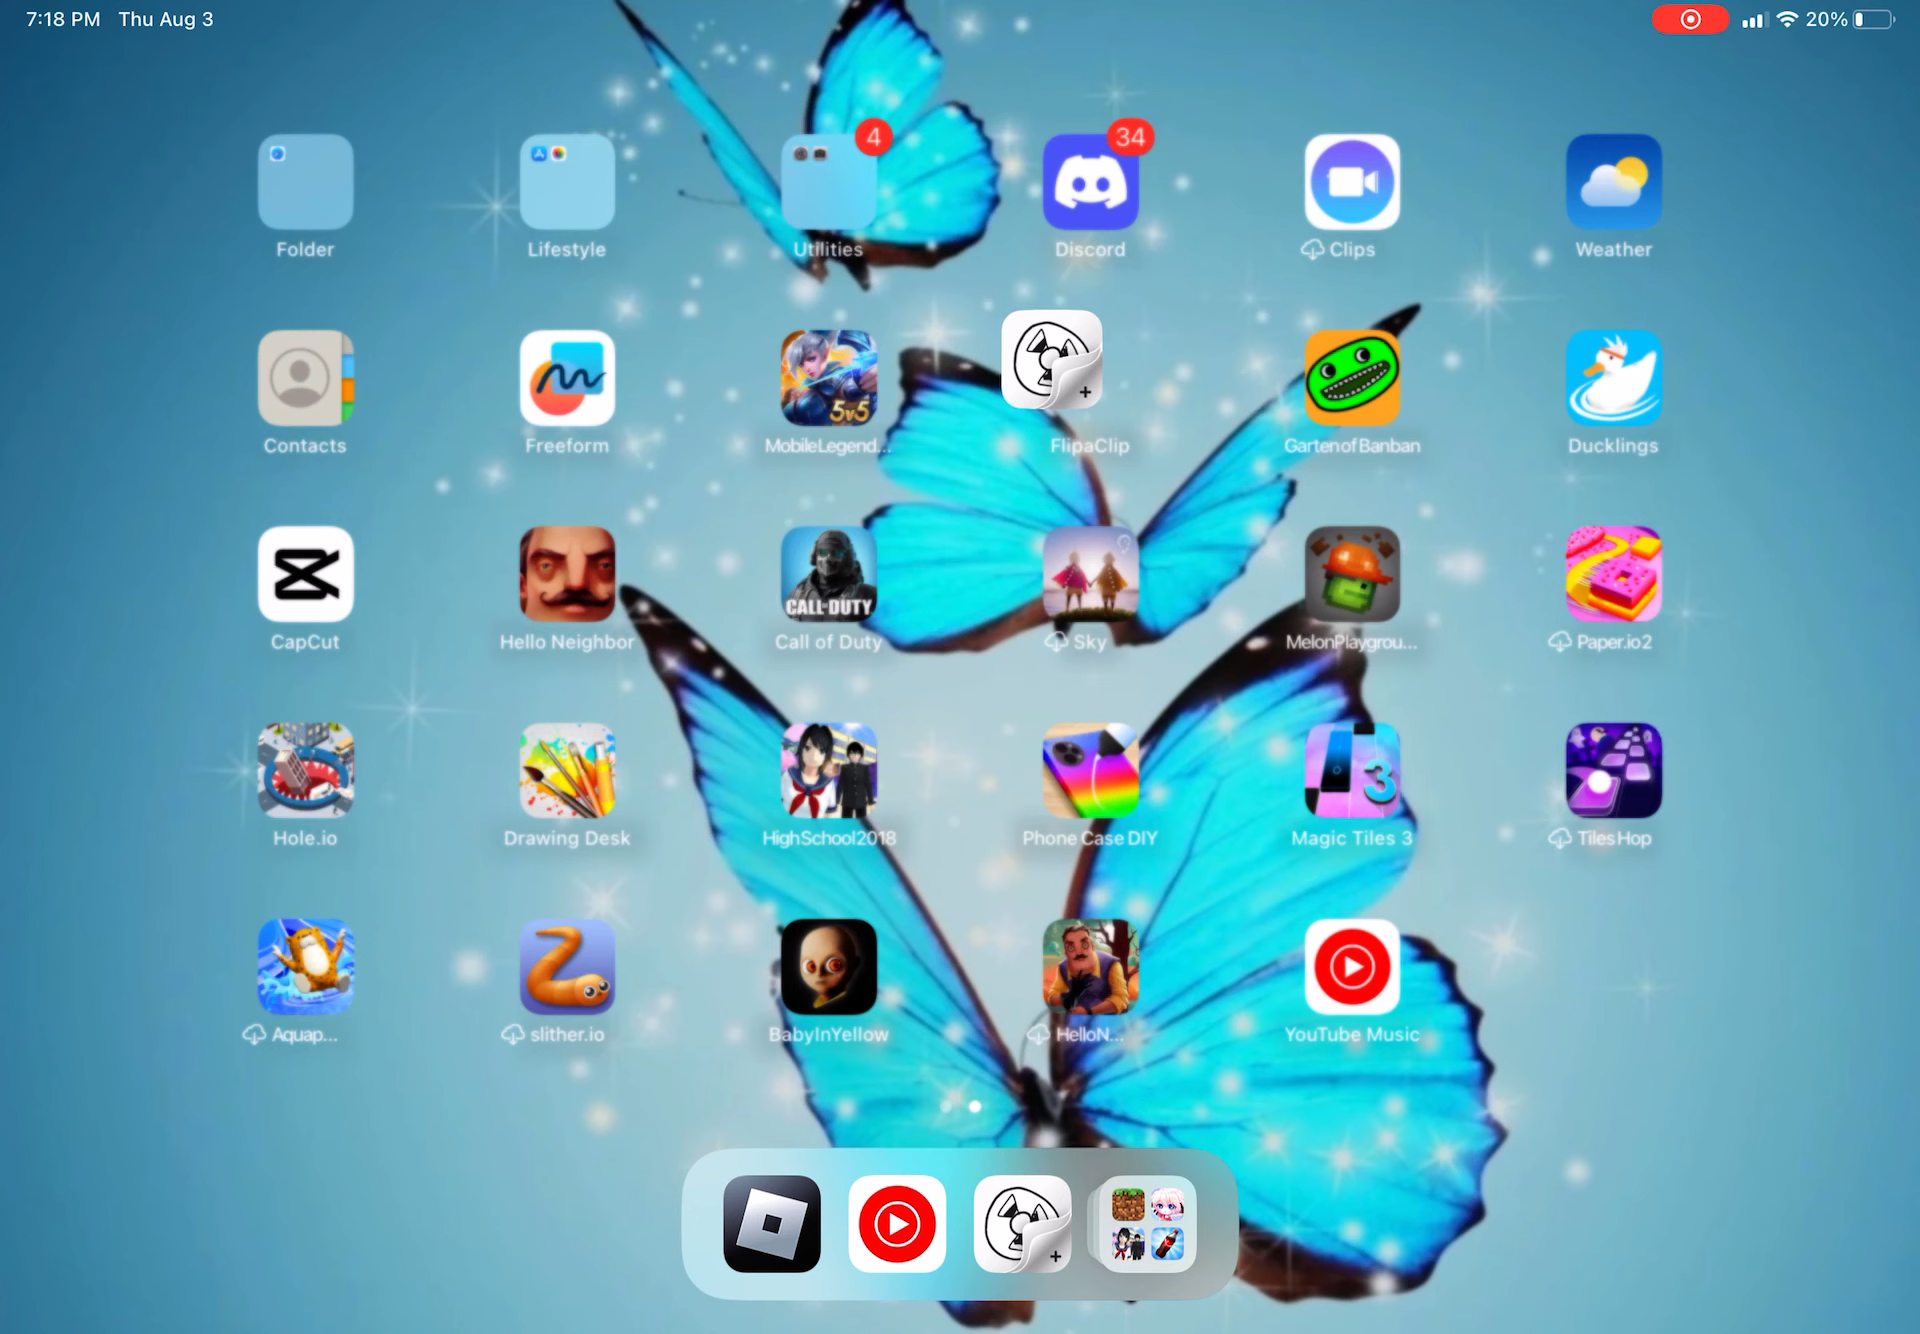 7:18 PM Thu Aug 3
20%
4
34
Folder
Lifestyle
Utilities
Discord
Clips
Weather
5v5
Contacts
Freeform
MobileLegend...
FlipaClip
GartenofBanban
Ducklings
CALL OF DUTY
CapCut
Hello Neighbor
Call of Duty
Sky
MelonPlaygrou...
Paper.io2
3
Hole.io
Drawing Desk
HighSchool2018
Phone Case DIY
Magic Tiles 3
TilesHop
Aquap...
slither.io
BabyInYellow
HelloN...
YouTube Music